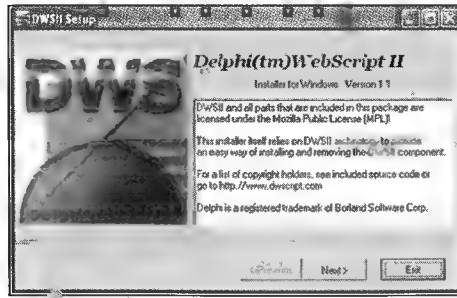 DWSII Setup
DWS
Delphi(tm)WebScript II
Installer for Windows Version 1.1
DWSII and all parts that are included in this package are
licensed under the Mozilla Public License (MPL)!
This installer itself relies on DWSII technology to provide
an easy way of installing and removing the DWSII component.
For a list of copyright holders, see included source code or
go to http://www.dwscript.com
Delphi is a registered trademark of Borland Software Corp.
Next >
Exit